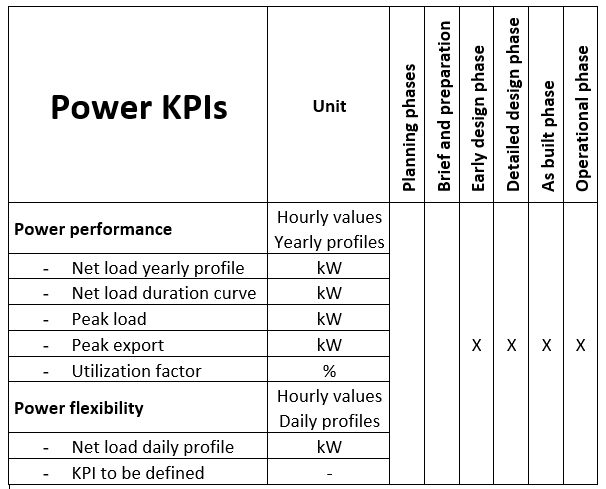 Power KPIs
Unit
Planning phases
Brief and preparation
Early design phase
Detailed design phase
As built phase
Operational phase
Power performance
Hourly values
Yearly profiles
- Net load yearly profile kW
- Net load duration curve kW
- Peak load kW
- Peak export kW X X X X
- Utilization factor %
Power flexibility
Hourly values
Daily profiles
- Net load daily profile kW
- KPI to be defined -